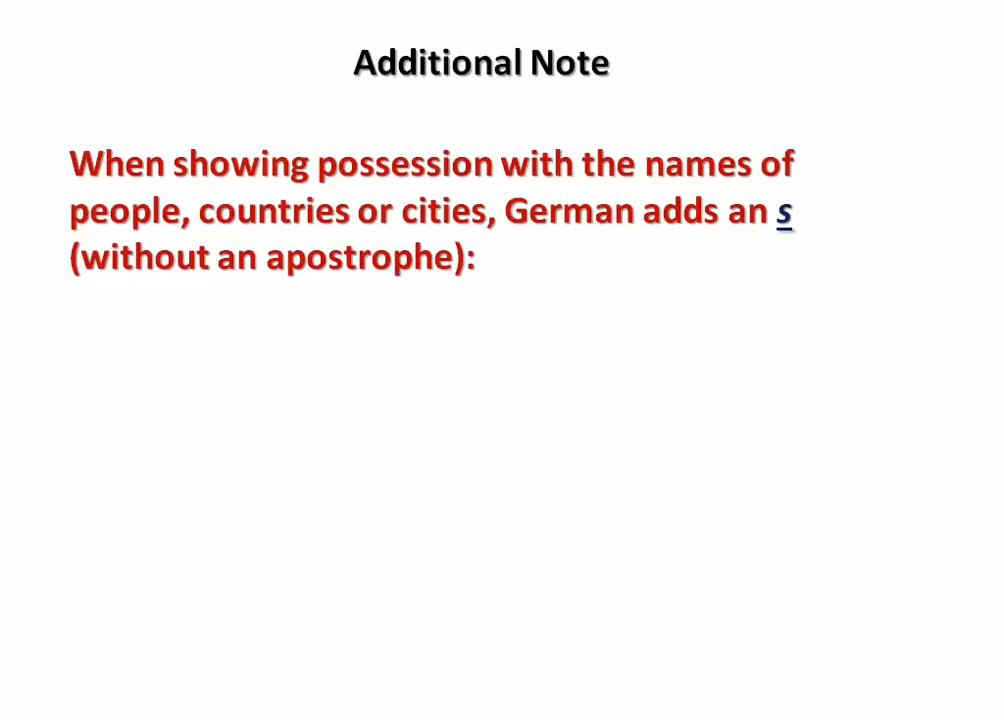 Additional Note
When showing possession with the names of
people, countries or cities, German adds an s
(without an apostrophe):